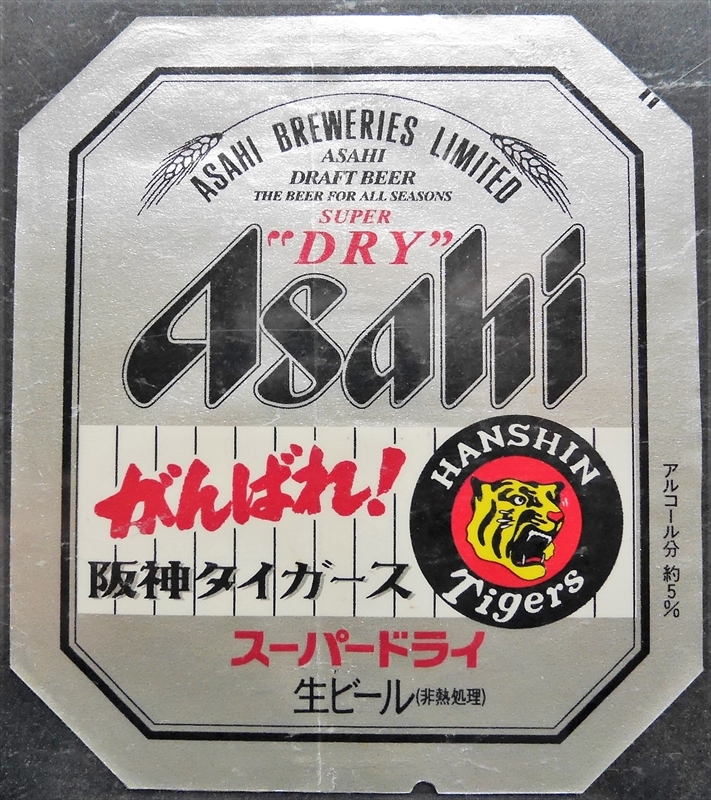 ASAHI BREWERIES LIMITED
ASAHI
DRAFT BEER
THE BEER FOR ALL SEASONS
SUPER
"DRY"
Asahi
がんばれ!
阪神タイガース
HANSHIN
Tigers
アルコール分 約5%
スーパードライ
生ビール(非熱処理)